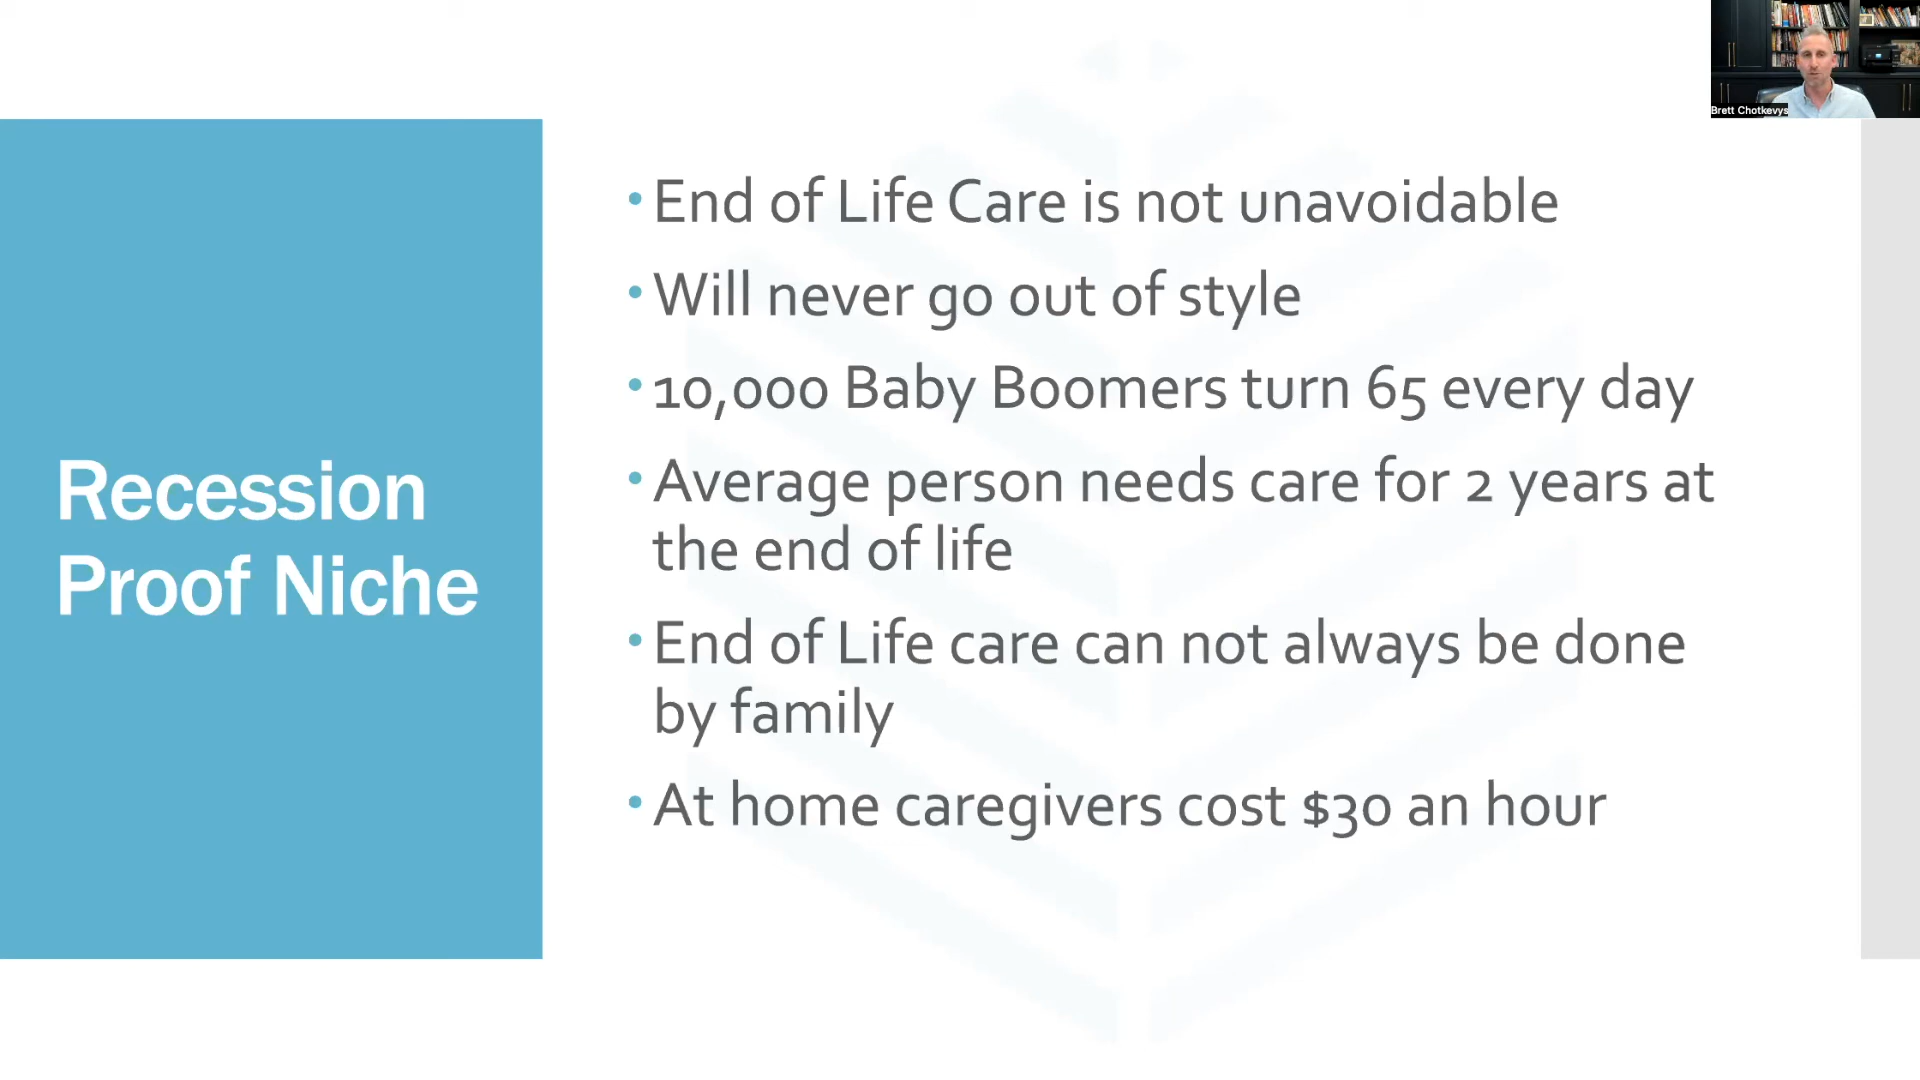 Brett Chotkevys
Recession
Proof Niche
• End of Life Care is not unavoidable
• Will never go out of style
• 10,000 Baby Boomers turn 65 every day
• Average person needs care for 2 years at
the end of life
• End of Life care can not always be done
by family
• At home caregivers cost $30 an hour